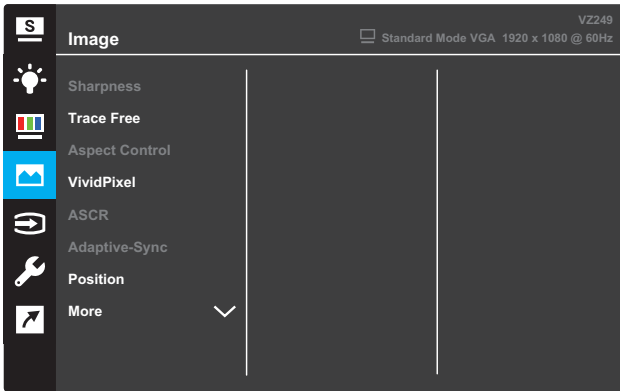 S
VZ249
Image
Standard Mode VGA 1920 x 1080 @ 60Hz
Sharpness
Trace Free
Aspect Control
VividPixel
ASCR
Adaptive-Sync
Position
More